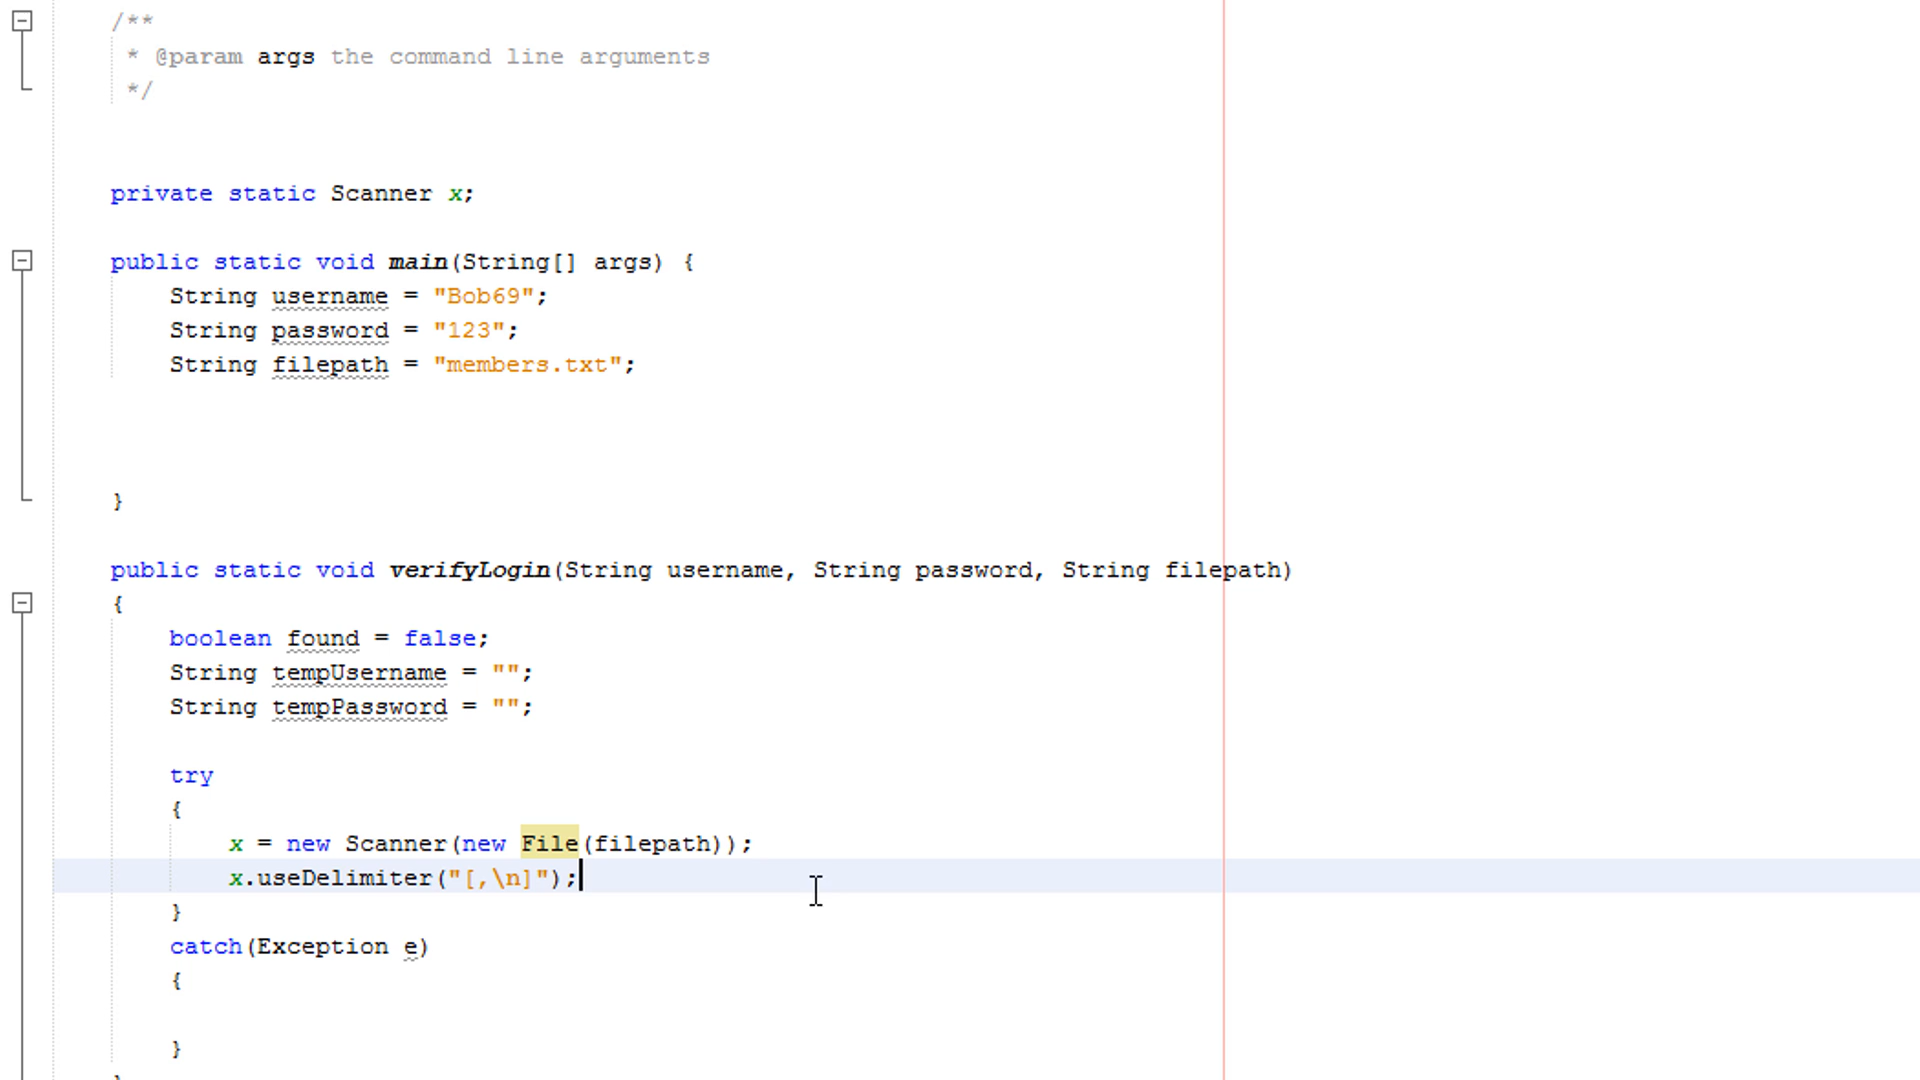 /**
* @param args the command line arguments
*/
private static Scanner x;
public static void main(String[] args) {
String username = "Bob69";
String password = "123";
String filepath = "members.txt";
}
public static void verifyLogin(String username, String password, String filepath)
{
boolean found = false;
String tempUsername = "";
String tempPassword = "";
try
{
x = new Scanner(new File(filepath));
x.useDelimiter("[,\n]");
}
catch(Exception e)
{
}